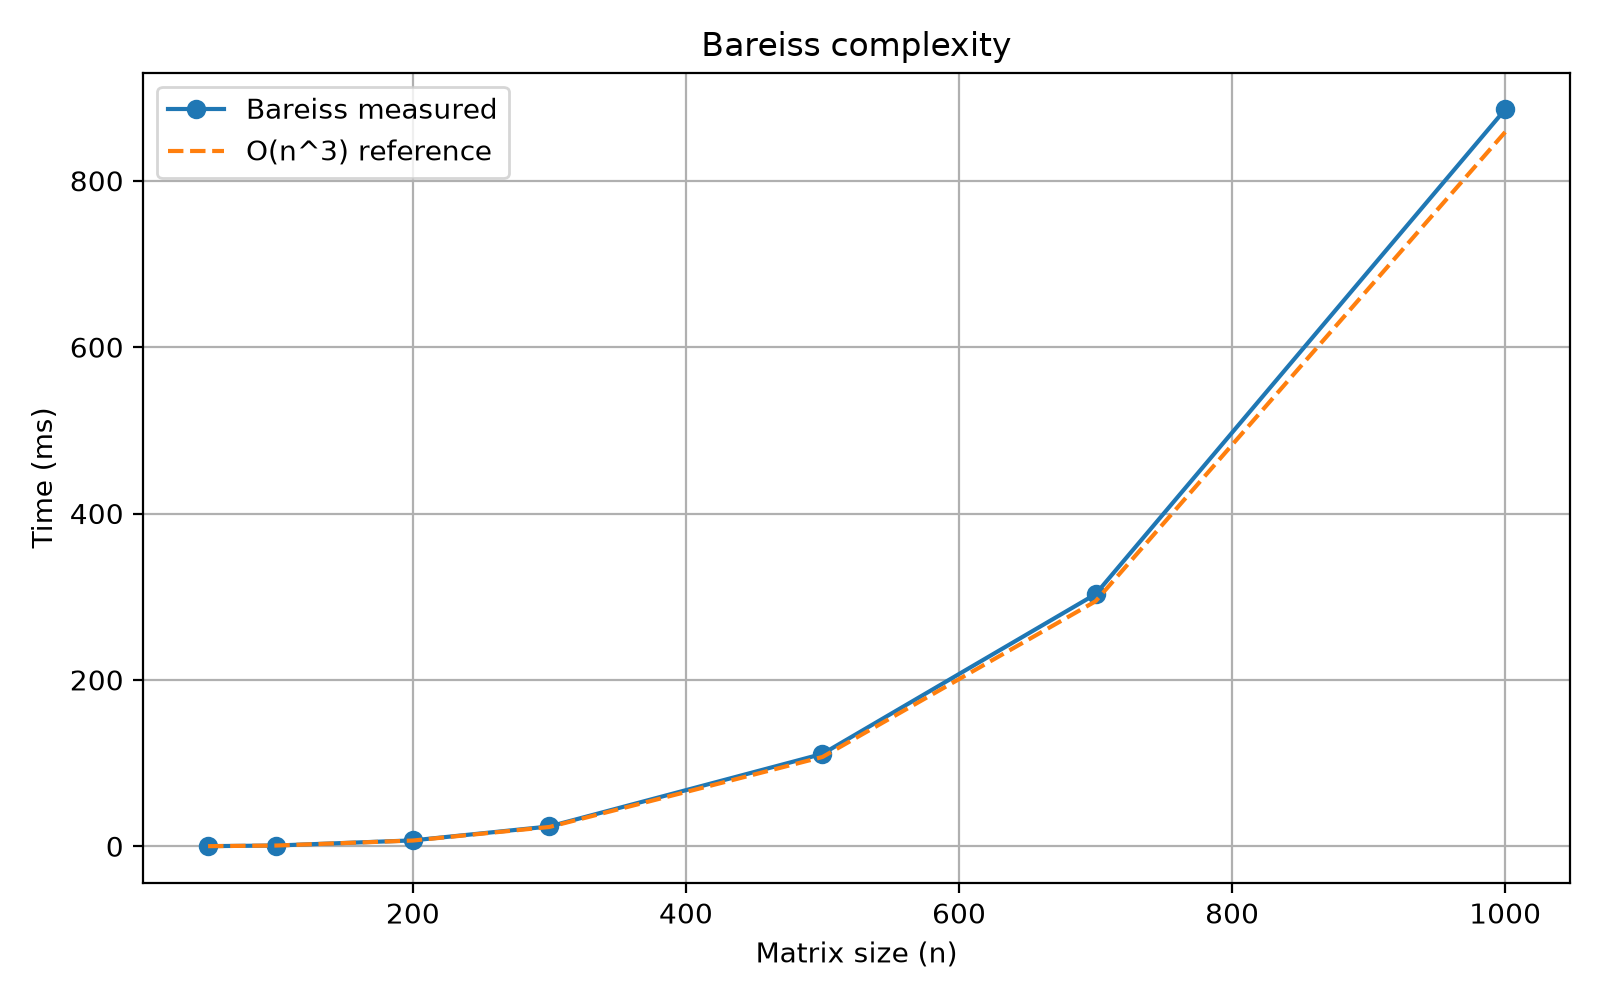 Bareiss complexity
Bareiss measured
O(n^3) reference
800
600
400
200
0
Time (ms)
200 400 600 800 1000
Matrix size (n)